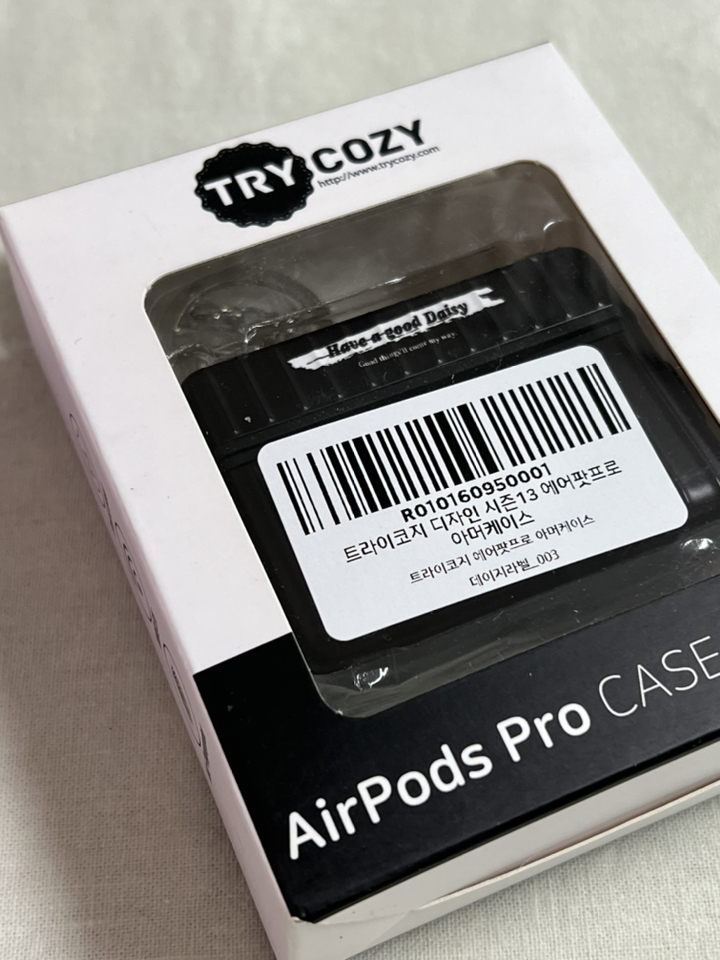 TRY COZY
http://www.trycozy.com
Have a good Daisy
Good things'll come my way.
R010160950001
트라이코지 디자인 시즌13 에어팟프로
아머케이스
트라이코지 에어팟프로 아머케이스
데이지라벨_003
AirPods Pro CASE